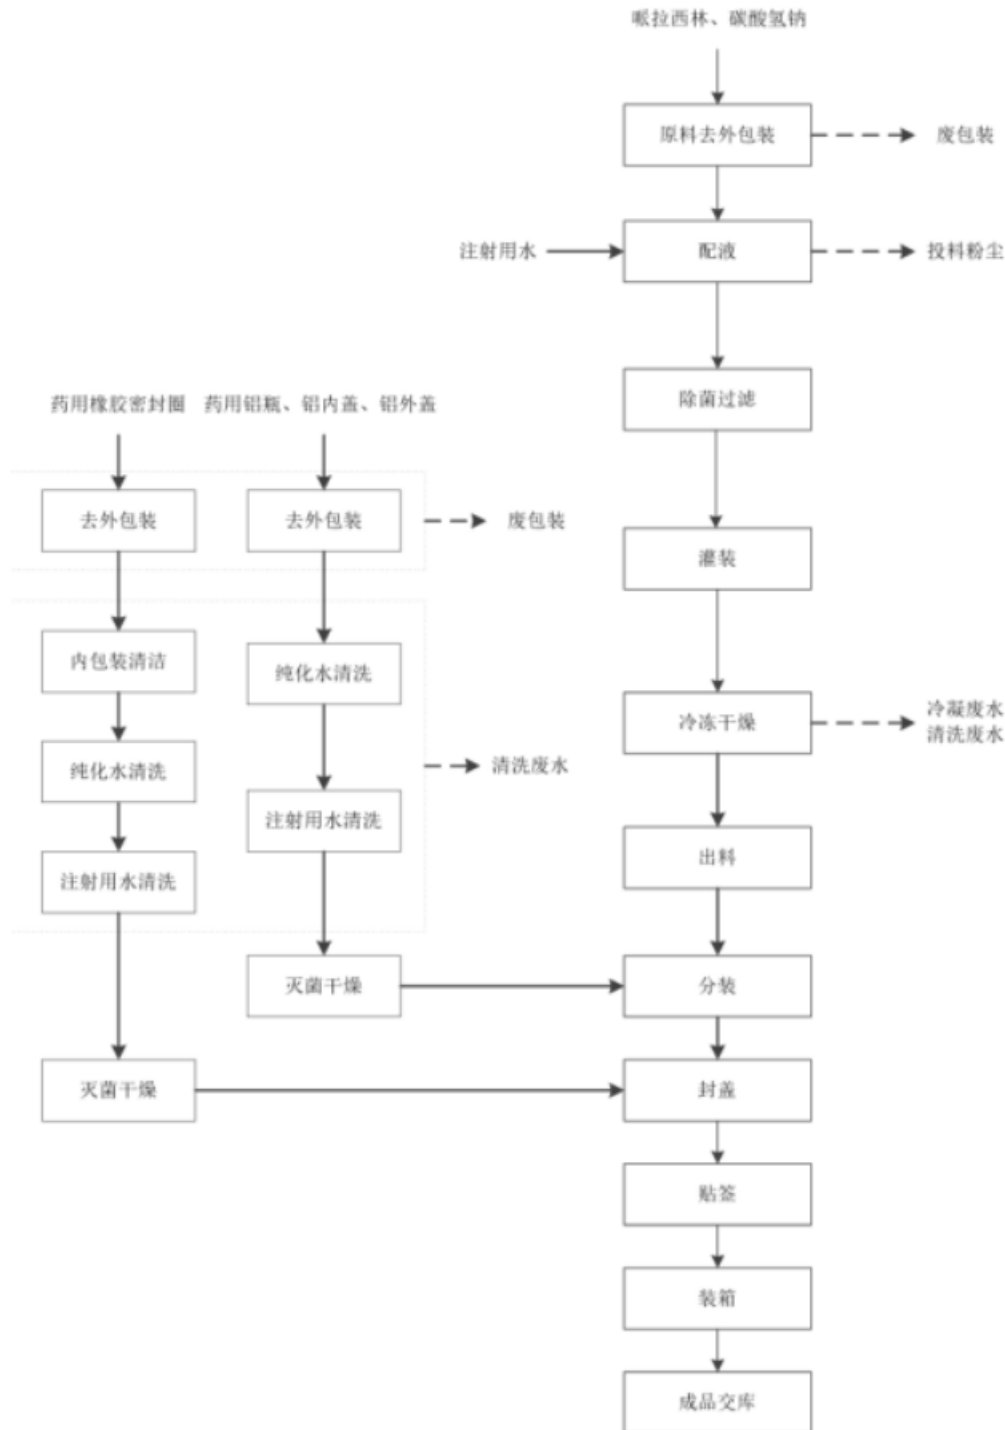 哌拉西林、碳酸氢钠
原料去外包装
废包装
注射用水
配液
投料粉尘
除菌过滤
药用橡胶密封圈
药用铝瓶、铝内盖、铝外盖
去外包装
去外包装
废包装
灌装
内包装清洁
纯化水清洗
冷冻干燥
冷凝废水
清洗废水
纯化水清洗
清洗废水
注射用水清洗
出料
注射用水清洗
灭菌干燥
分装
灭菌干燥
封盖
贴签
装箱
成品交库